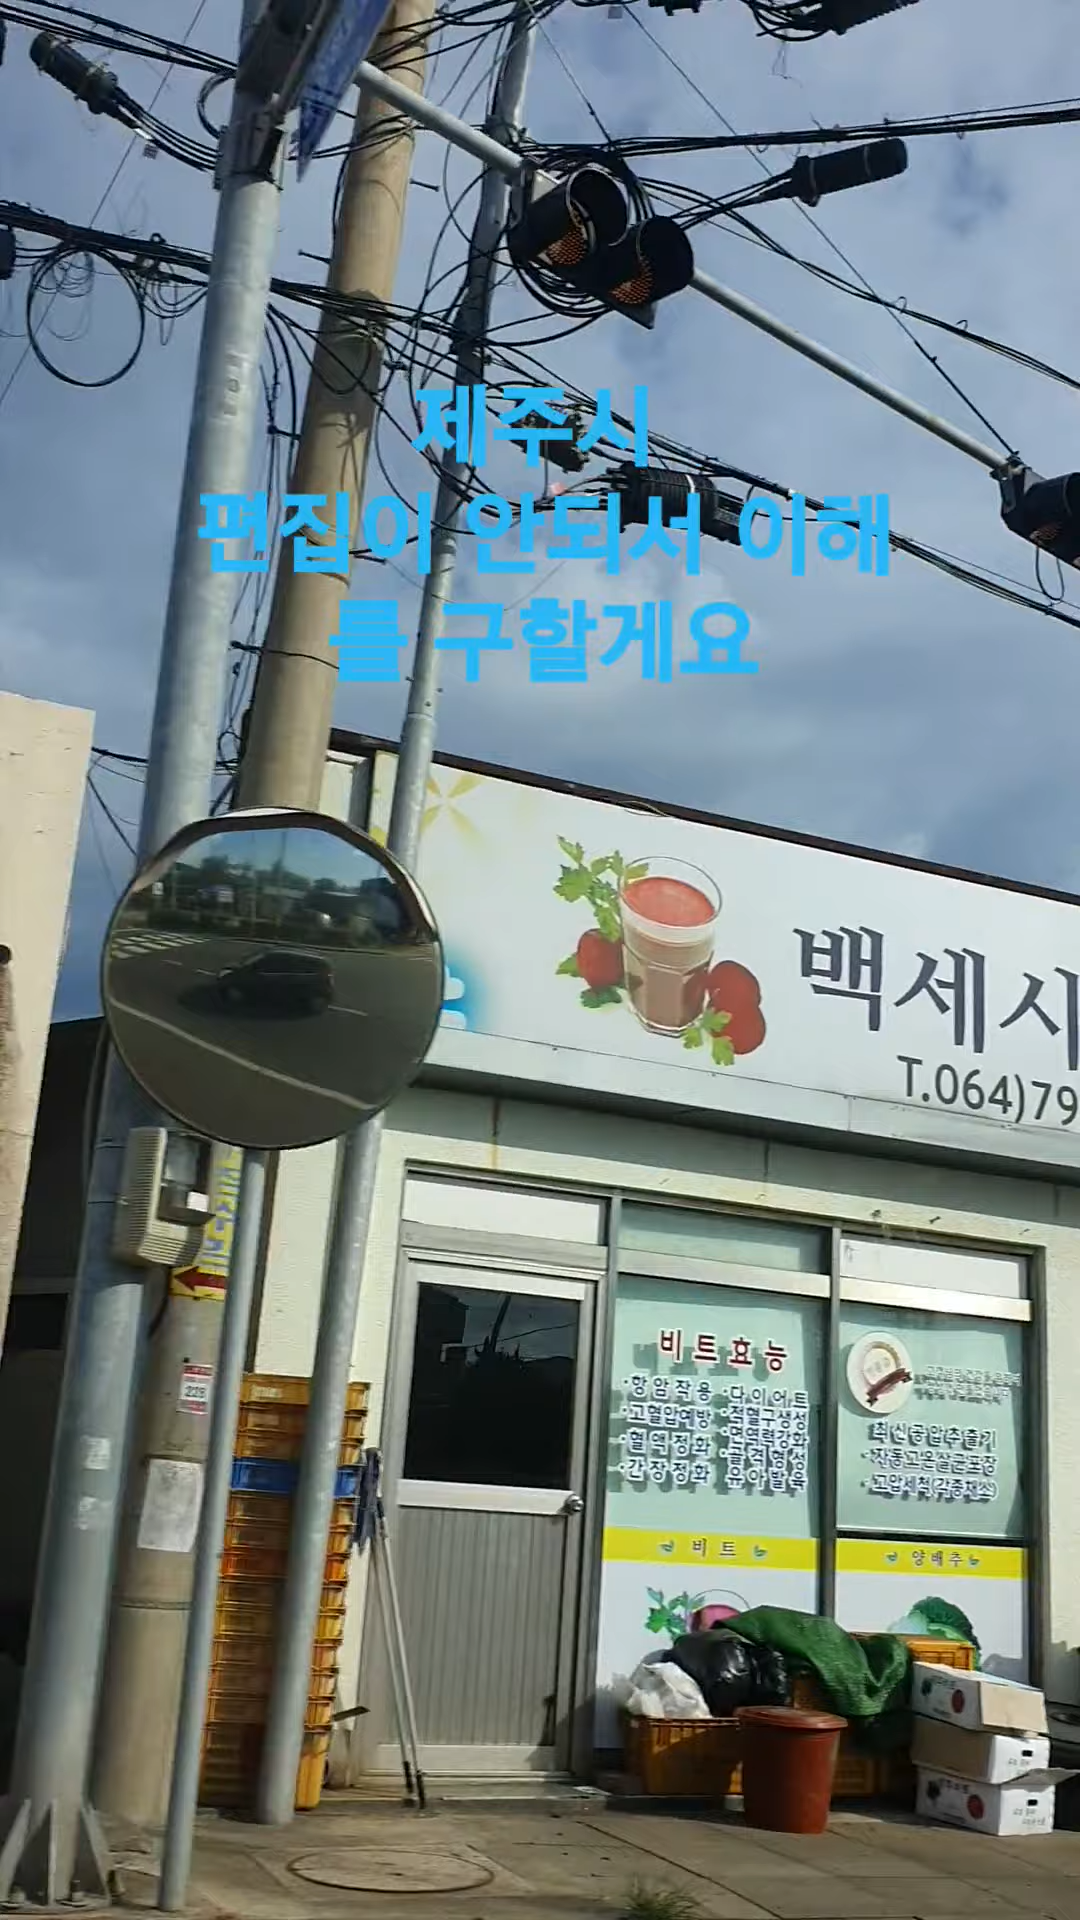 제주시
편집이 안되서 이해
를 구할게요
백세시
T.064)79
비트효능
·항암작용 ·다이어트
·고혈압예방 ·적혈구생성
·혈액정화 ·면역력강화
·간장정화 ·골격형성
유아발육
최신공압추출기
·자동고온살균포장
·고압세척(각종채소)
비트
양배추
228